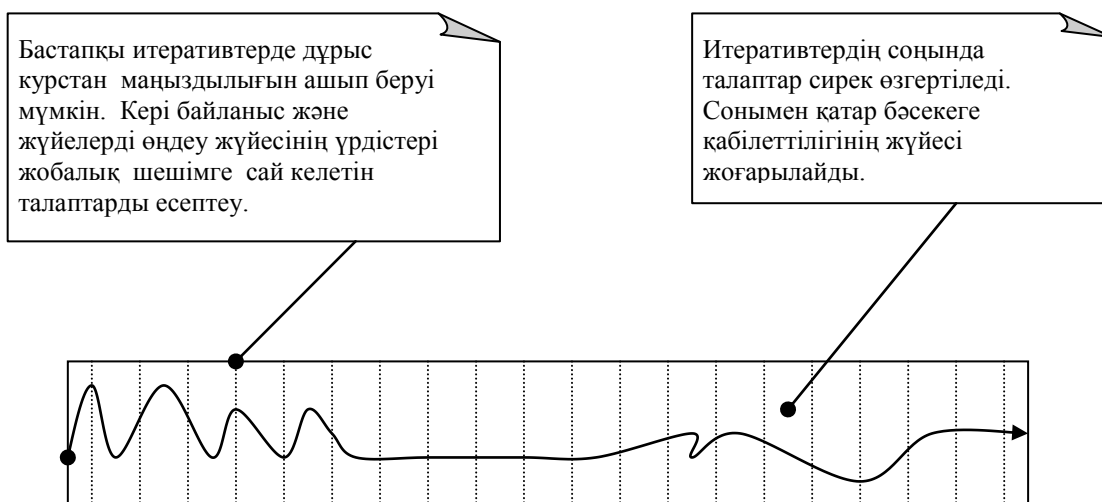 Бастапқы итеративтерде дұрыс
курстан маңыздылығын ашып беруі
мүмкін. Кері байланыс және
жүйелерді өңдеу жүйесінің үрдістері
жобалық шешімге сай келетін
талаптарды есептеу.
Итеративтердің соңында
талаптар сирек өзгертіледі.
Сонымен қатар бәсекеге
қабілеттілігінің жүйесі
жоғарылайды.